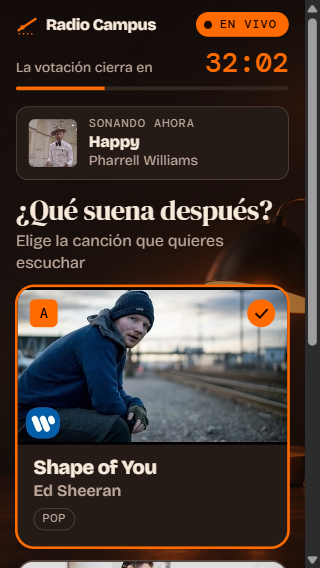 Radio Campus
EN VIVO
La votación cierra en
32:02
SONANDO AHORA
Happy
Pharrell Williams
¿Qué suena después?
Elige la canción que quieres
escuchar
A
Shape of You
Ed Sheeran
POP